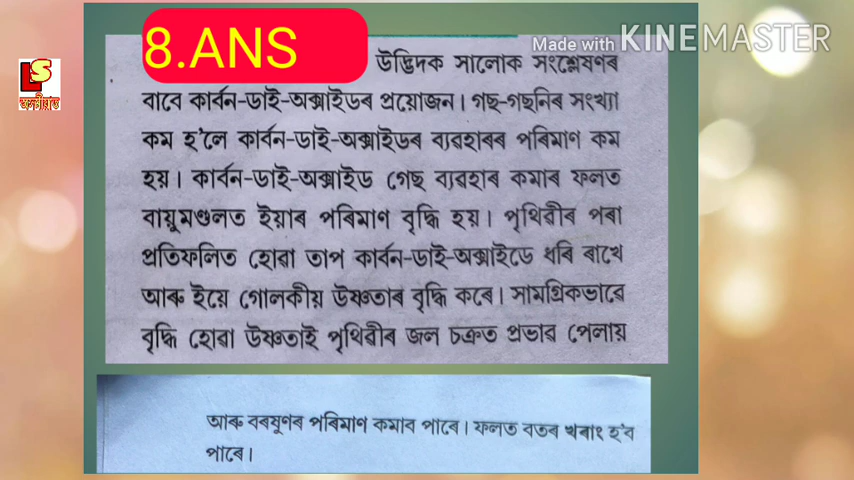 8.ANS
Made with KINEMASTER
LS
অসমীয়াত
উদ্ভিদক সালোক সংশ্লেষণৰ
বাবে কাৰ্বন-ডাই-অক্সাইডৰ প্ৰয়োজন। গছ-গছনিৰ সংখ্যা
কম হ'লে কাৰ্বন-ডাই-অক্সাইডৰ ব্যৱহাৰৰ পৰিমাণ কম
হয়। কাৰ্বন-ডাই-অক্সাইড গেছ ব্যৱহাৰ কমাৰ ফলত
বায়ুমণ্ডলত ইয়াৰ পৰিমাণ বৃদ্ধি হয়। পৃথিৱীৰ পৰা
প্ৰতিফলিত হোৱা তাপ কাৰ্বন-ডাই-অক্সাইডে ধৰি ৰাখে
আৰু ইয়ে গোলকীয় উষ্ণতাৰ বৃদ্ধি কৰে। সামগ্ৰিকভাৱে
বৃদ্ধি হোৱা উষ্ণতাই পৃথিৱীৰ জল চক্ৰত প্ৰভাৱ পেলায়
আৰু বৰষুণৰ পৰিমাণ কমাব পাৰে। ফলত বতৰ খৰাং হ'ব
পাৰে।